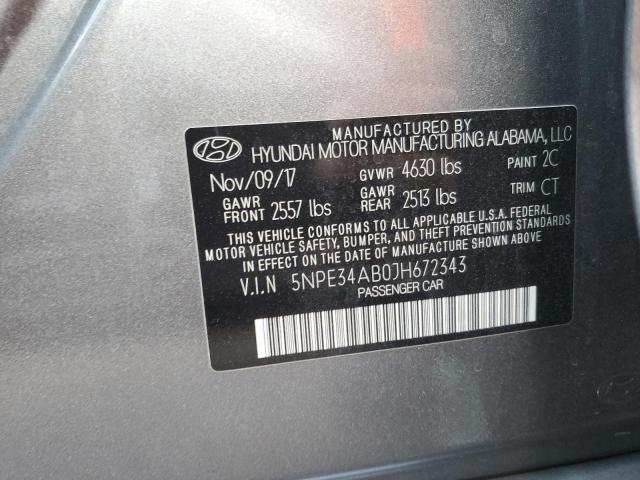 MANUFACTURED BY
HYUNDAI MOTOR MANUFACTURING ALABAMA, LLC
Nov/09/17 GVWR 4630 lbs PAINT 2C
GAWR FRONT 2557 lbs GAWR REAR 2513 lbs TRIM CT
THIS VEHICLE CONFORMS TO ALL APPLICABLE U.S.A. FEDERAL
MOTOR VEHICLE SAFETY, BUMPER, AND THEFT PREVENTION STANDARDS
IN EFFECT ON THE DATE OF MANUFACTURE SHOWN ABOVE.
V.I.N 5NPE34AB0JH672343
PASSENGER CAR